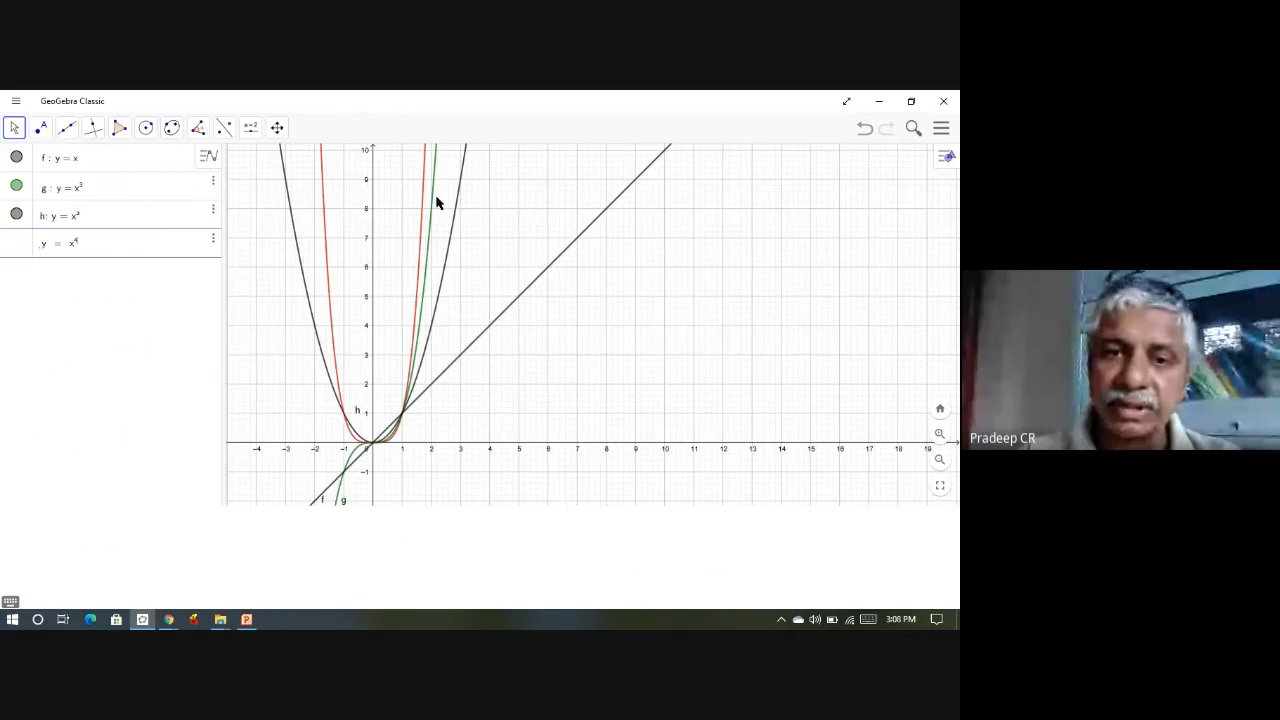 GeoGebra Classic
a=2
f : y = x
g : y = x³
h: y = x²
y = x⁴
10
9
8
7
6
5
4
3
2
h 1
-4 -3 -2 -1 0 1 2 3 4 5 6 7 8 9 10 11 12 13 14 15 16 17 18 19
-1
f g
Pradeep CR
3:08 PM